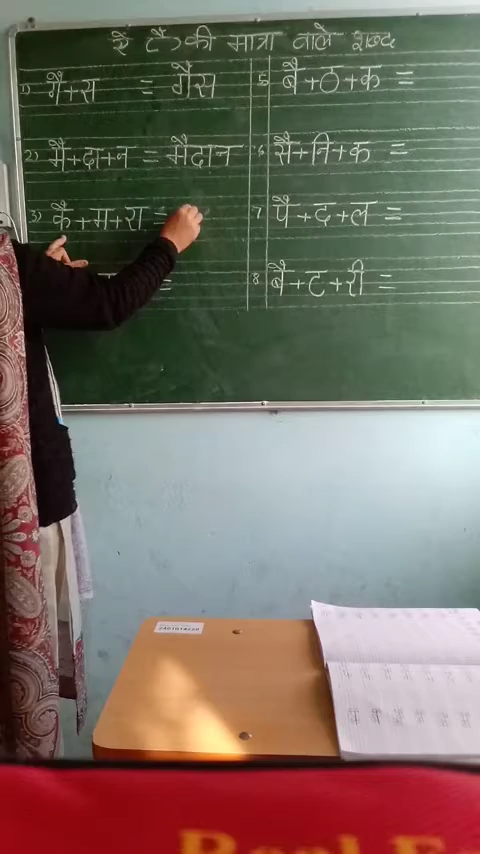 ऐ ( ै ) की मात्रा वाले शब्द
1) गै+स = गैस
2) मै+दा+न = मैदान
3) कै+म+रा =
=
5 बै+ठ+क =
6 सै+नि+क =
7 पै+द+ल =
8 बै+ट+री =